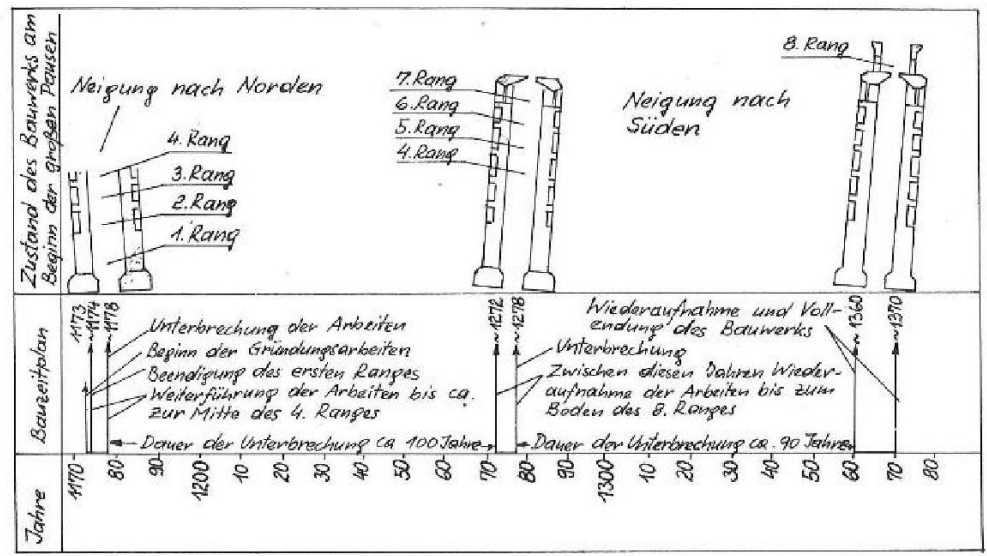 Zustand des Bauwerks am
Beginn der großen Pausen
Neigung nach Norden
4. Rang
3. Rang
2. Rang
1. Rang
7. Rang
6. Rang
5. Rang
4. Rang
Neigung nach
Süden
8. Rang
Bauzeitplan
1173
~1174
~1178
Unterbrechung der Arbeiten
Beginn der Gründungsarbeiten
Beendigung des ersten Ranges
Weiterführung der Arbeiten bis ca.
zur Mitte des 4. Ranges
Dauer der Unterbrechung ca 100 Jahre
~1272
~1278
Wiederaufnahme und Voll-
endung des Bauwerks
Unterbrechung
Zwischen diesen Jahren Wieder-
aufnahme der Arbeiten bis zum
Boden des 8. Ranges
Dauer der Unterbrechung ca. 90 Jahre
~1360
~1370
Jahre
1170 80 90 1200 10 20 30 40 50 60 70 80 90 1300 10 20 30 40 50 60 70 80